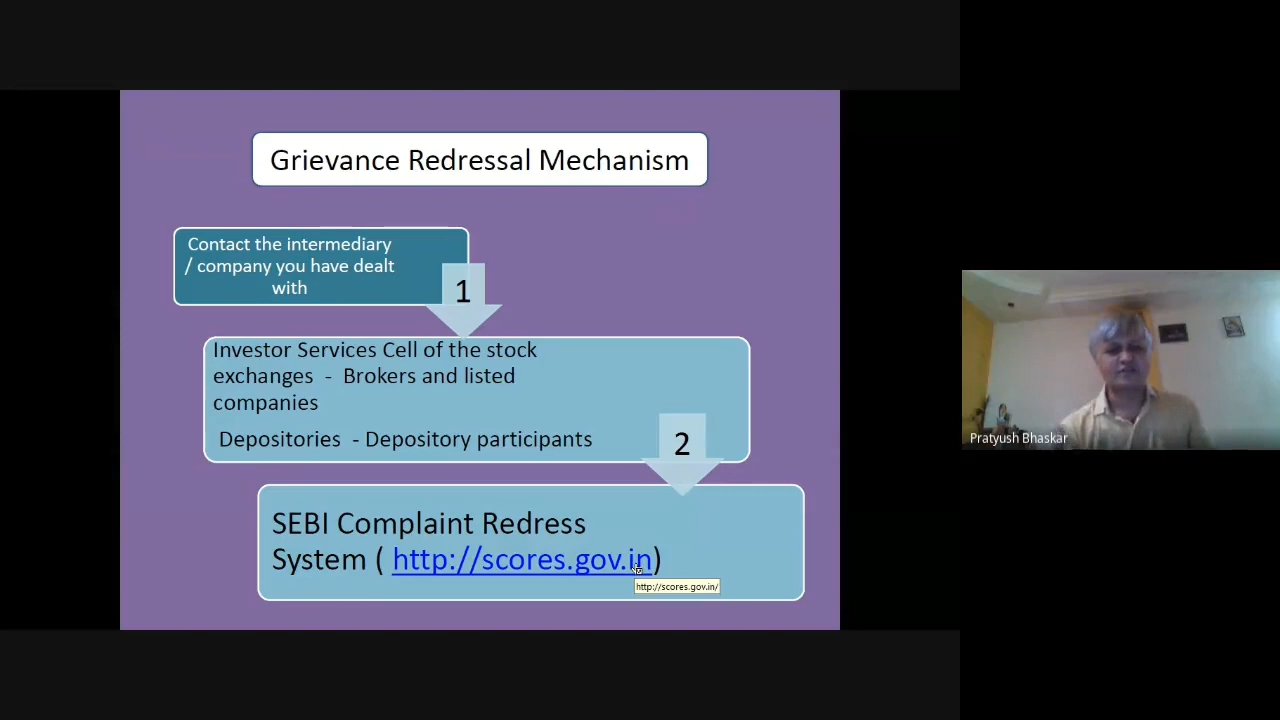 Grievance Redressal Mechanism
Contact the intermediary
/ company you have dealt
with
1
Investor Services Cell of the stock
exchanges - Brokers and listed
companies
Depositories - Depository participants
2
SEBI Complaint Redress
System ( http://scores.gov.in)
http://scores.gov.in/
Pratyush Bhaskar